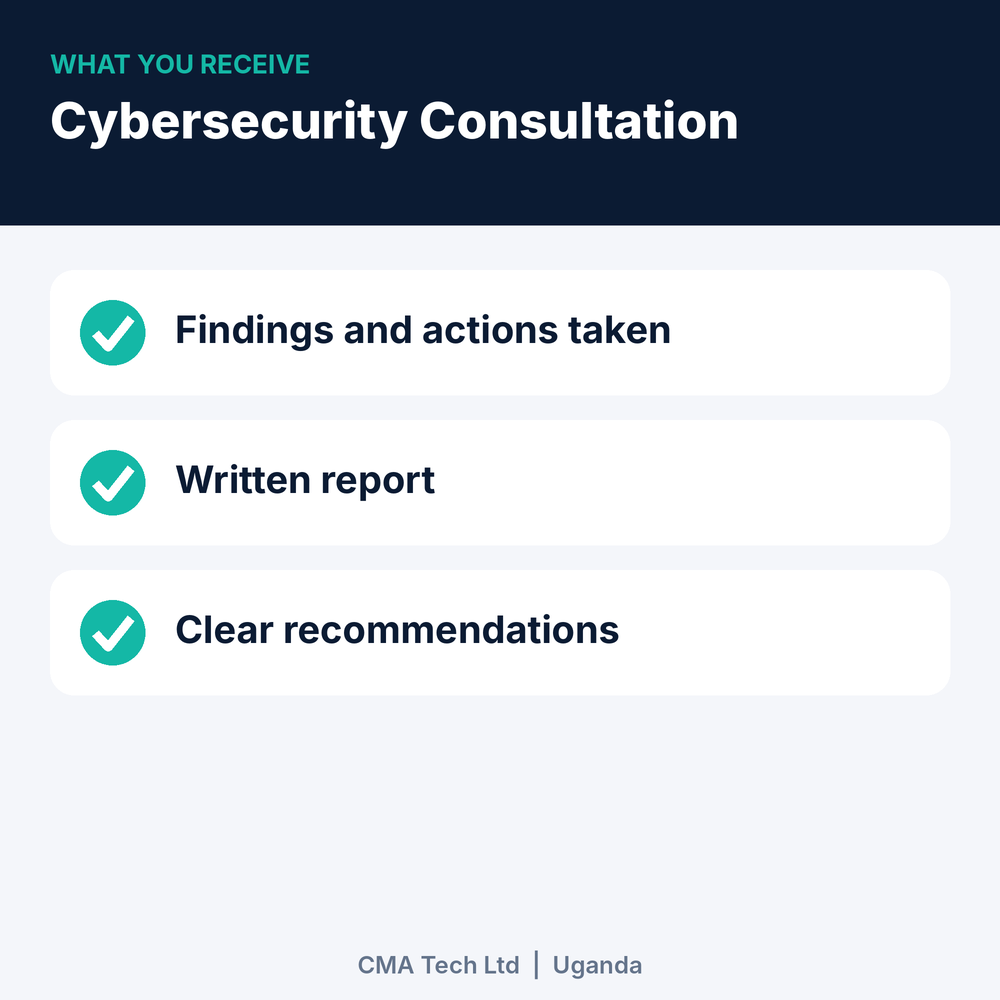 WHAT YOU RECEIVE
Cybersecurity Consultation
Findings and actions taken
Written report
Clear recommendations
CMA Tech Ltd | Uganda